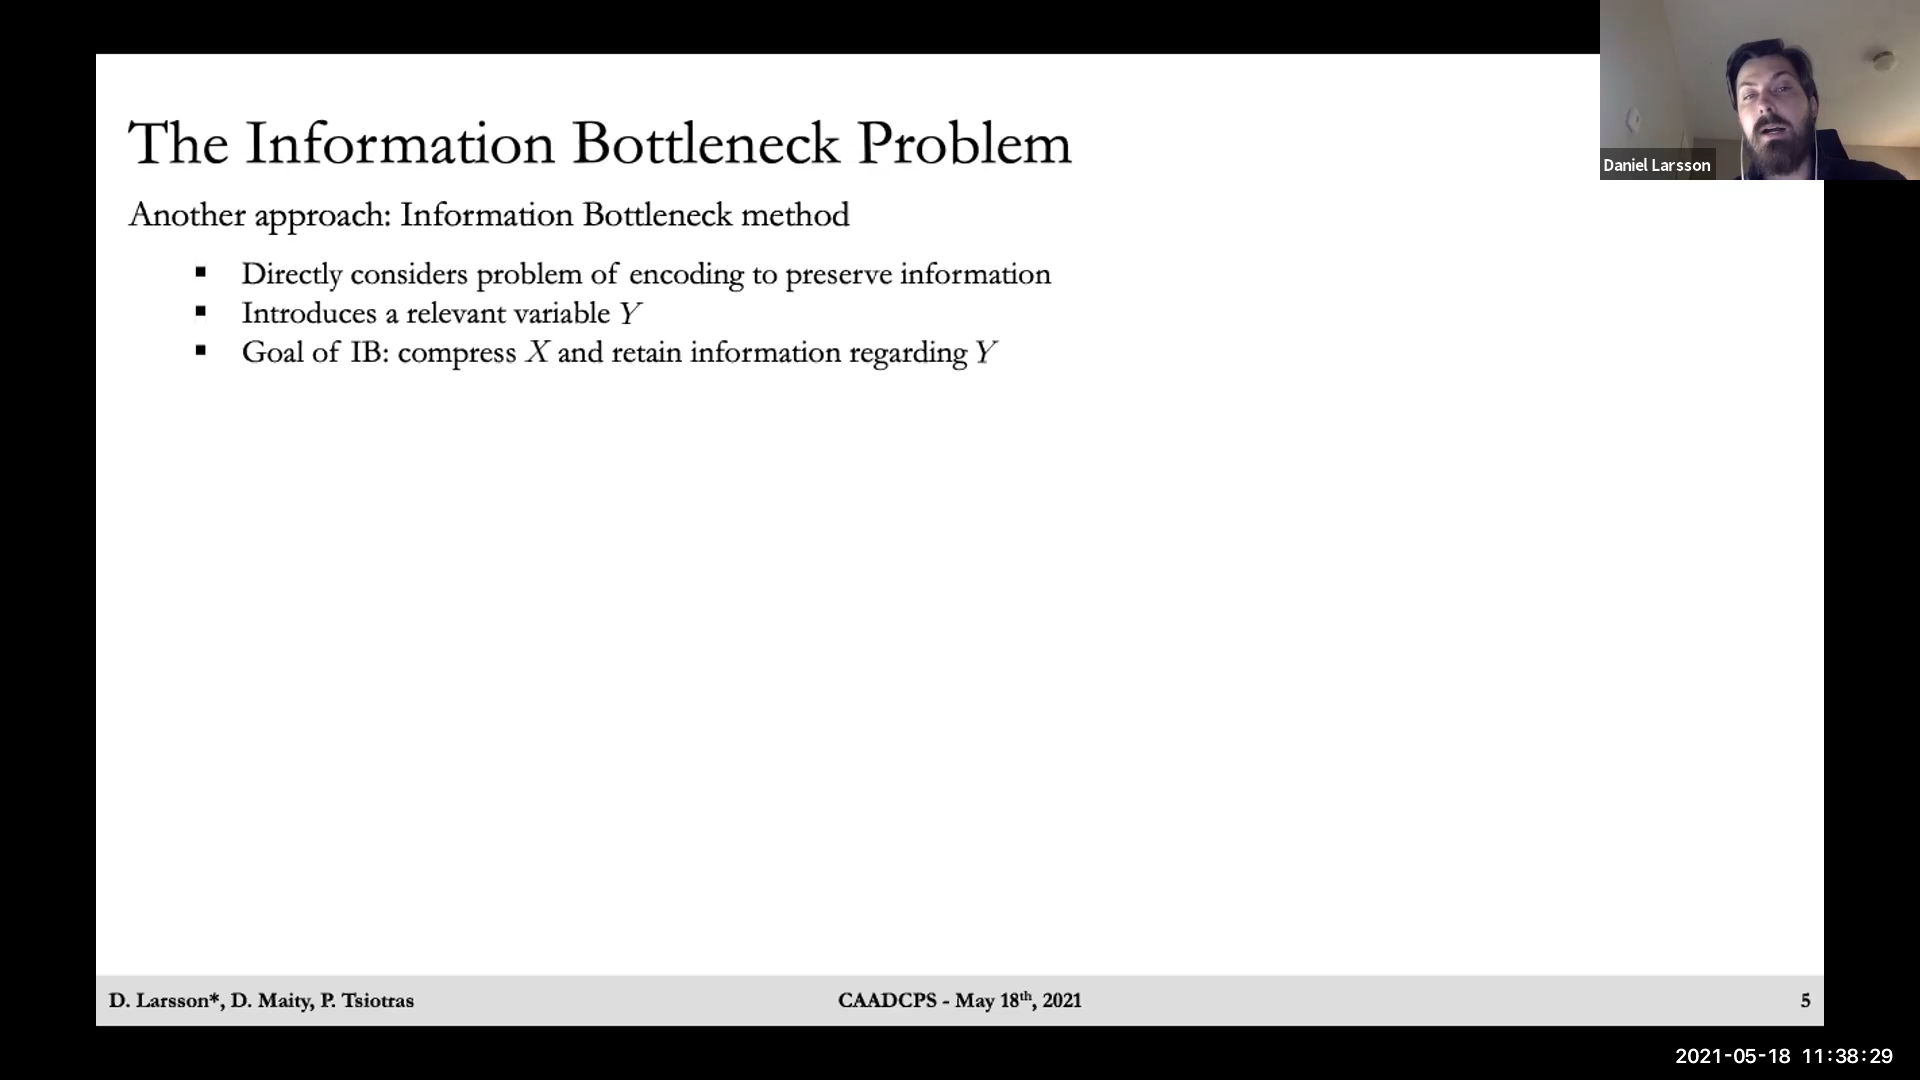 The Information Bottleneck Problem
Daniel Larsson
Another approach: Information Bottleneck method
▪ Directly considers problem of encoding to preserve information
▪ Introduces a relevant variable Y
▪ Goal of IB: compress X and retain information regarding Y
D. Larsson*, D. Maity, P. Tsiotras
CAADCPS - May 18th, 2021
5
2021-05-18 11:38:29